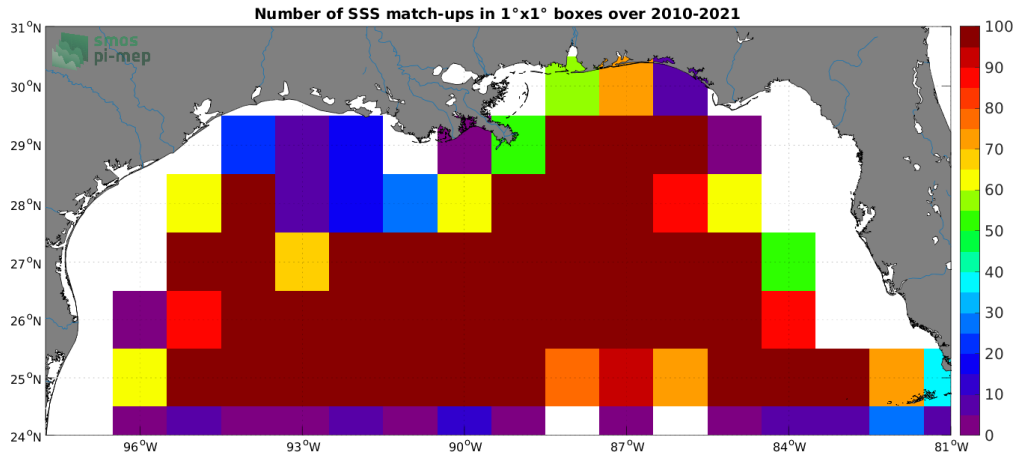 Number of SSS match-ups in 1°x1° boxes over 2010-2021
smos
pi-mep
31°N
30°N
29°N
28°N
27°N
26°N
25°N
24°N
96°W 93°W 90°W 87°W 84°W 81°W
100
90
80
70
60
50
40
30
20
10
0